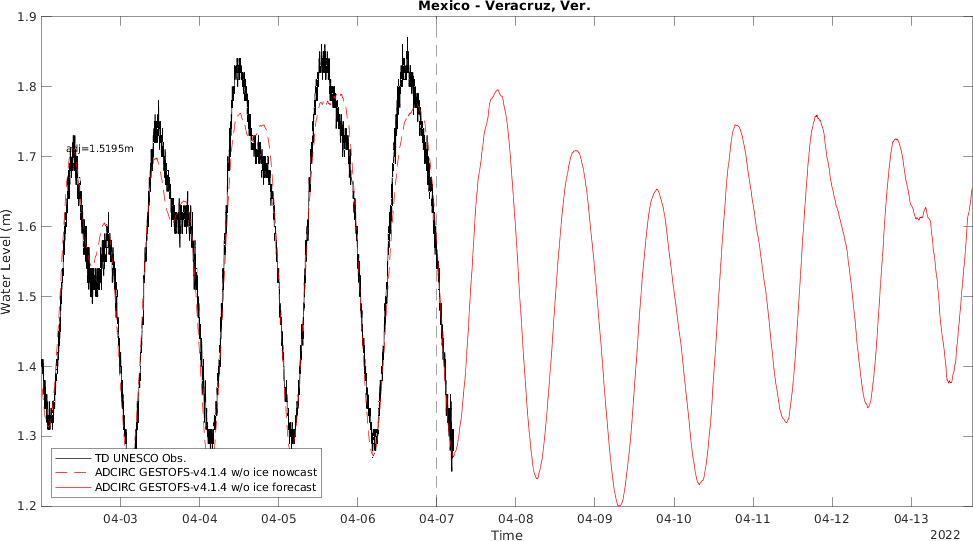 Mexico - Veracruz, Ver.
1.9
1.8
1.7
1.6
1.5
1.4
1.3
1.2
Water Level (m)
adj=1.5195m
TD UNESCO Obs.
ADCIRC GESTOFS-v4.1.4 w/o ice nowcast
ADCIRC GESTOFS-v4.1.4 w/o ice forecast
04-03 04-04 04-05 04-06 04-07 04-08 04-09 04-10 04-11 04-12 04-13
Time
2022